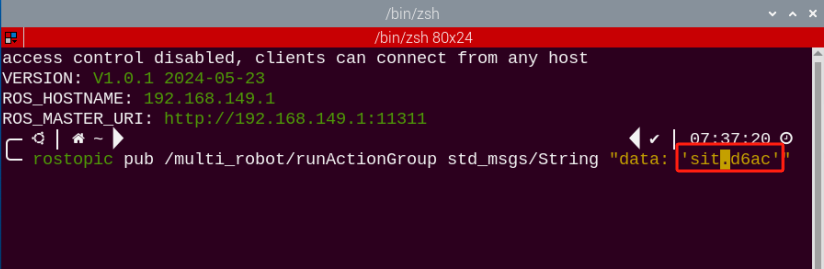 /bin/zsh
/bin/zsh 80x24
access control disabled, clients can connect from any host
VERSION: V1.0.1 2024-05-23
ROS_HOSTNAME: 192.168.149.1
ROS_MASTER_URI: http://192.168.149.1:11311
~ ✔ 07:37:20
rostopic pub /multi_robot/runActionGroup std_msgs/String "data: 'sit.d6ac'"